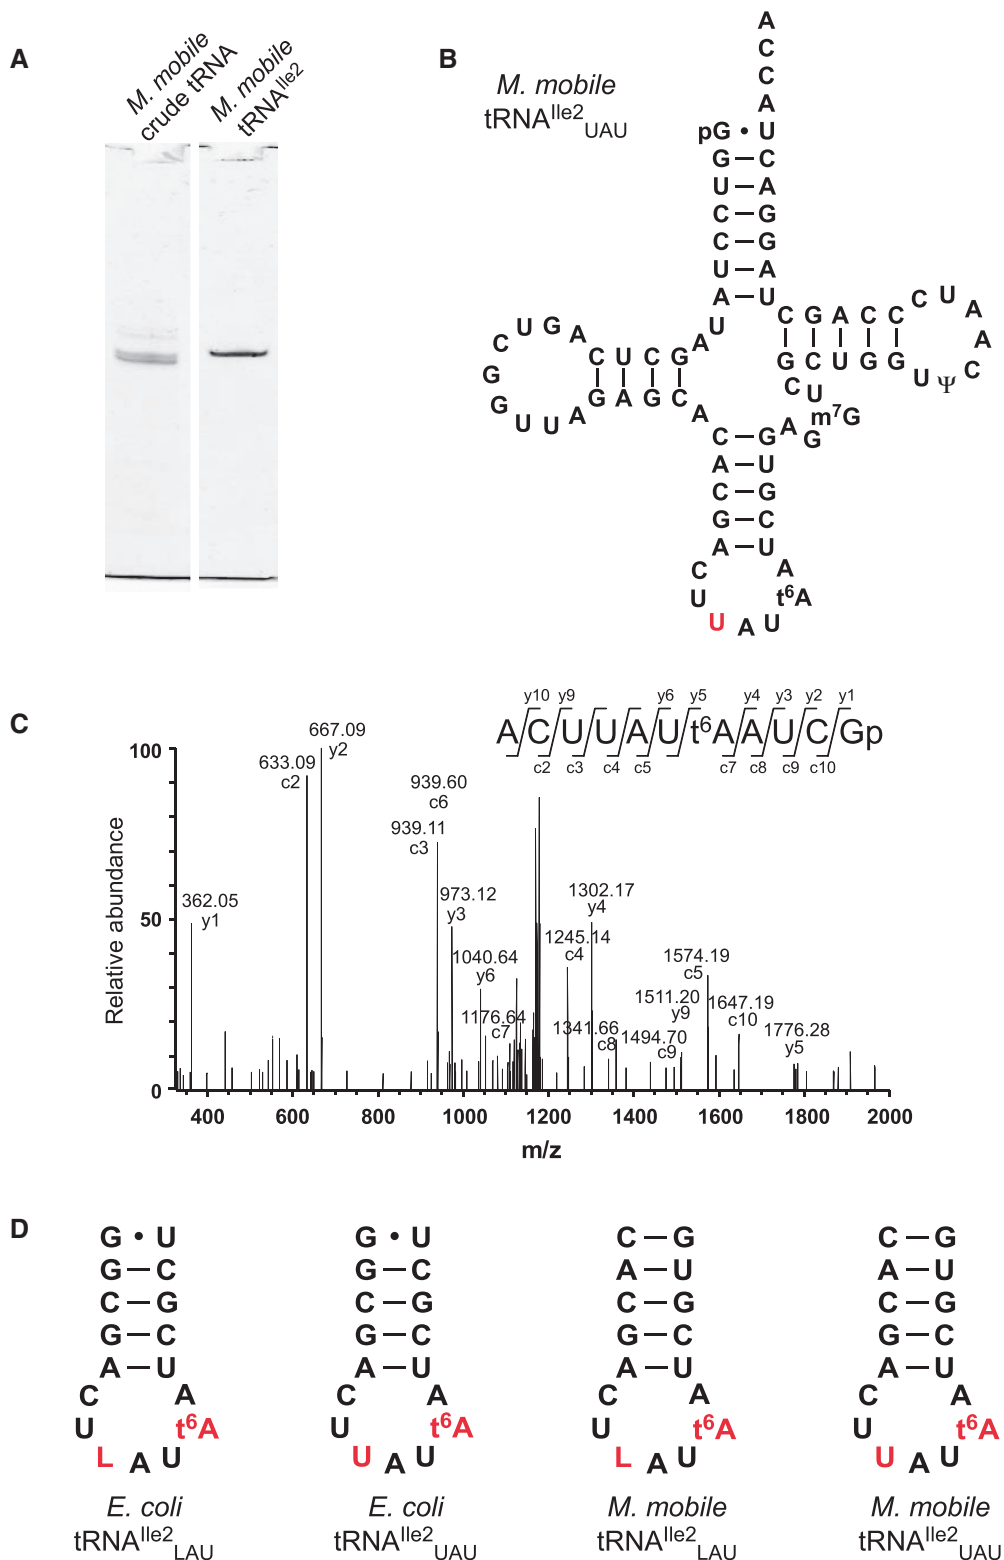 A
M. mobile
crude tRNA
M. mobile
tRNAIle2
B
M. mobile
tRNAIle2UAU
A
C
C
A
pG • U
G – C
U – A
C – G
C – G
U – A
A – U
U
A
C U C G
A
G
U
C
G
G
U
U
A
G A G C
A
C G A C C
C
U
A
A
C
Ψ
U
G C U G G
C
U
m7G
G
A
C – G
A – U
C – G
G – C
A – U
C
U
U
A
U
t6A
A
C
Relative abundance
100
50
0
400 600 800 1000 1200 1400 1600 1800 2000
m/z
y10 y9 y6 y5 y4 y3 y2 y1
ACUUAUt6AAUCGp
c2 c3 c4 c5 c7 c8 c9 c10
362.05
y1
633.09
c2
667.09
y2
939.60
c6
939.11
c3
973.12
y3
1040.64
y6
1176.64
c7
1245.14
c4
1302.17
y4
1341.66
c8
1494.70
c9
1511.20
y9
1574.19
c5
1647.19
c10
1776.28
y5
D
G • U
G – C
C – G
G – C
A – U
C A
U t6A
L A U
E. coli
tRNAIle2LAU
G • U
G – C
C – G
G – C
A – U
C A
U t6A
U A U
E. coli
tRNAIle2UAU
C – G
A – U
C – G
G – C
A – U
C A
U t6A
L A U
M. mobile
tRNAIle2LAU
C – G
A – U
C – G
G – C
A – U
C A
U t6A
U A U
M. mobile
tRNAIle2UAU